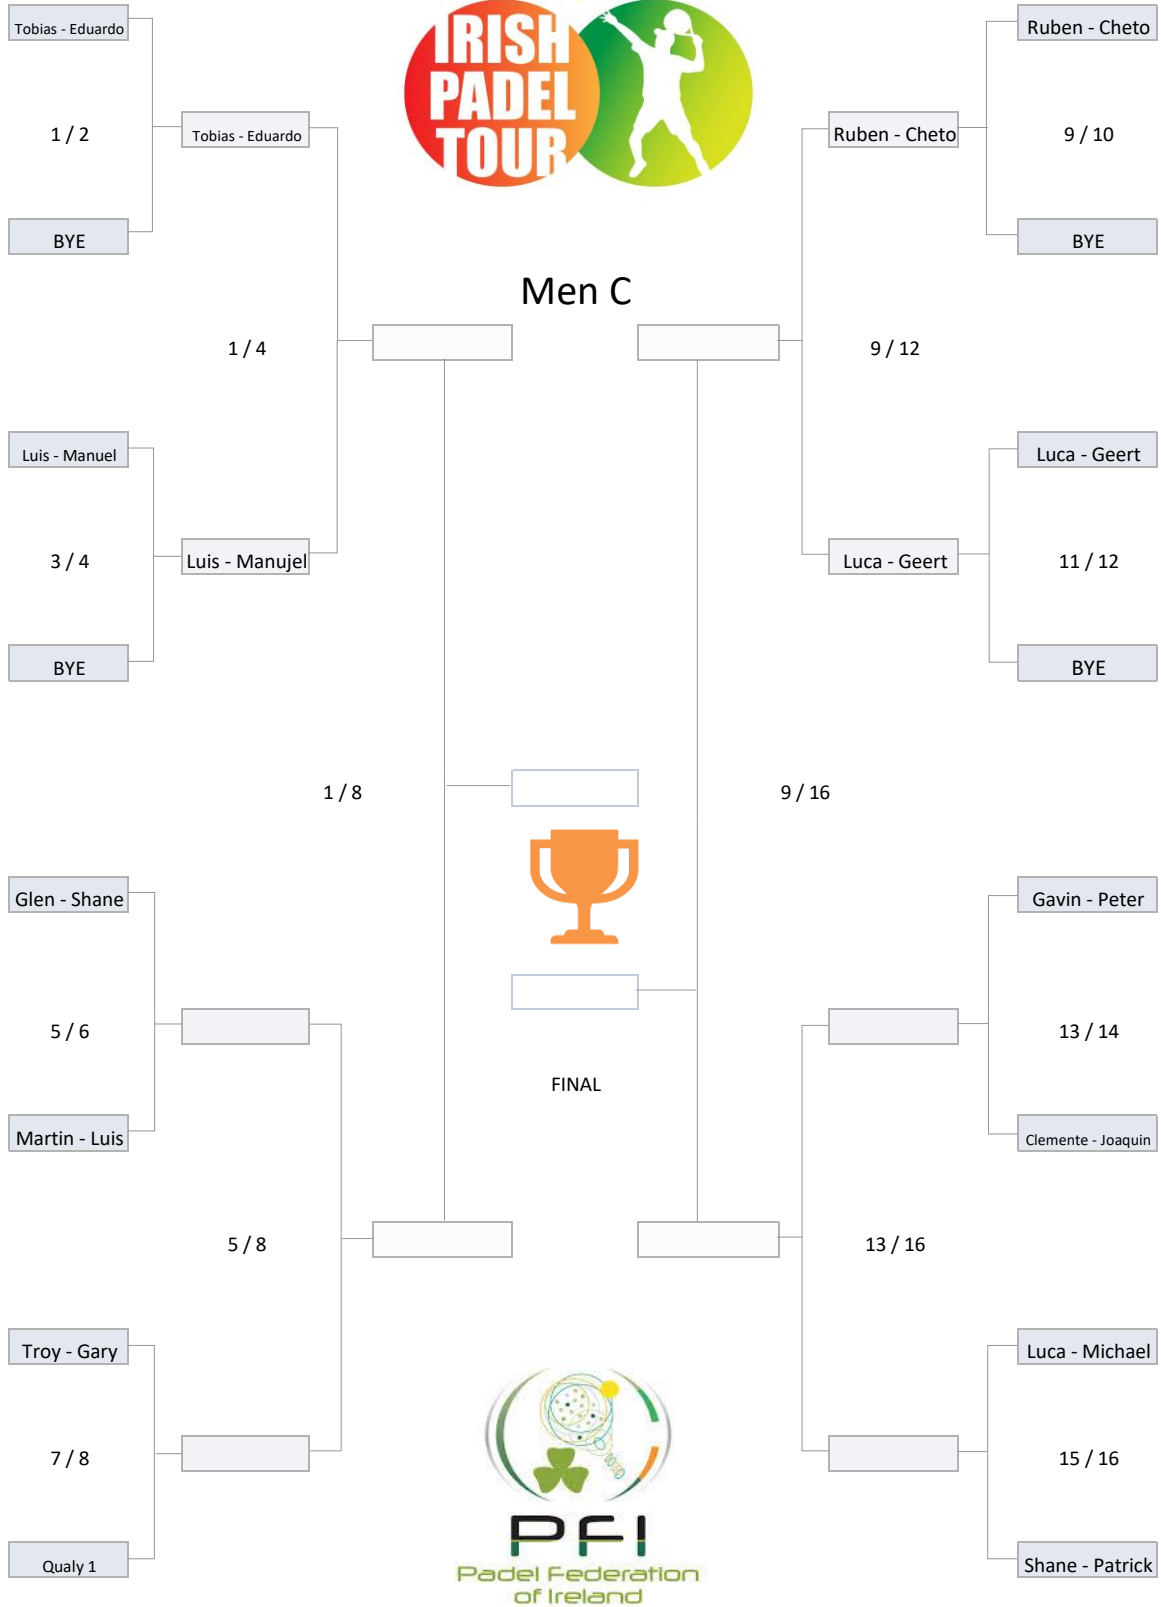 Tobias - Eduardo
IRISH
PADEL
TOUR
Ruben - Cheto
1 / 2
Tobias - Eduardo
Ruben - Cheto
9 / 10
BYE
BYE
Men C
1 / 4
9 / 12
Luis - Manuel
Luca - Geert
3 / 4
Luis - Manujel
Luca - Geert
11 / 12
BYE
BYE
1 / 8
9 / 16
Glen - Shane
Gavin - Peter
5 / 6
13 / 14
FINAL
Martin - Luis
Clemente - Joaquin
5 / 8
13 / 16
Troy - Gary
Luca - Michael
7 / 8
15 / 16
PFI
Qualy 1
Shane - Patrick
Padel Federation
of Ireland